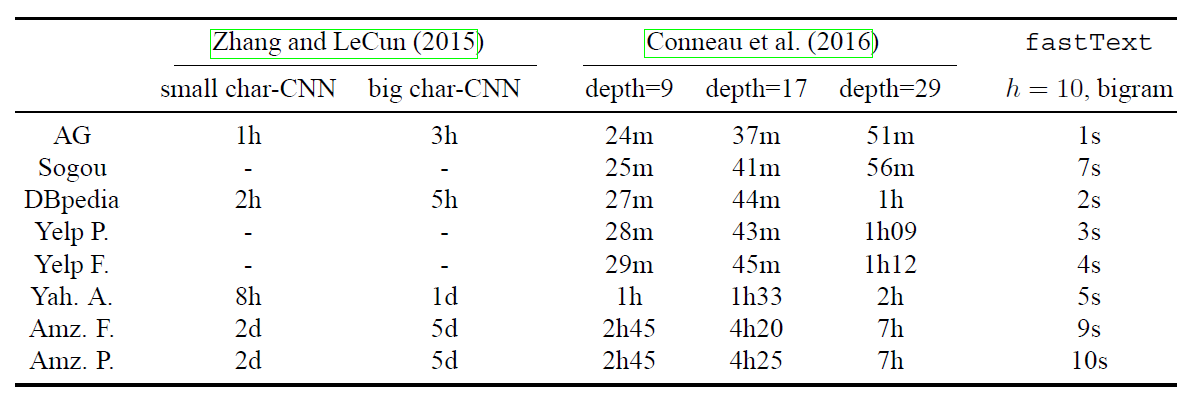 Zhang and LeCun (2015) Conneau et al. (2016) fastText
small char-CNN big char-CNN depth=9 depth=17 depth=29 h = 10, bigram
AG 1h 3h 24m 37m 51m 1s
Sogou - - 25m 41m 56m 7s
DBpedia 2h 5h 27m 44m 1h 2s
Yelp P. - - 28m 43m 1h09 3s
Yelp F. - - 29m 45m 1h12 4s
Yah. A. 8h 1d 1h 1h33 2h 5s
Amz. F. 2d 5d 2h45 4h20 7h 9s
Amz. P. 2d 5d 2h45 4h25 7h 10s